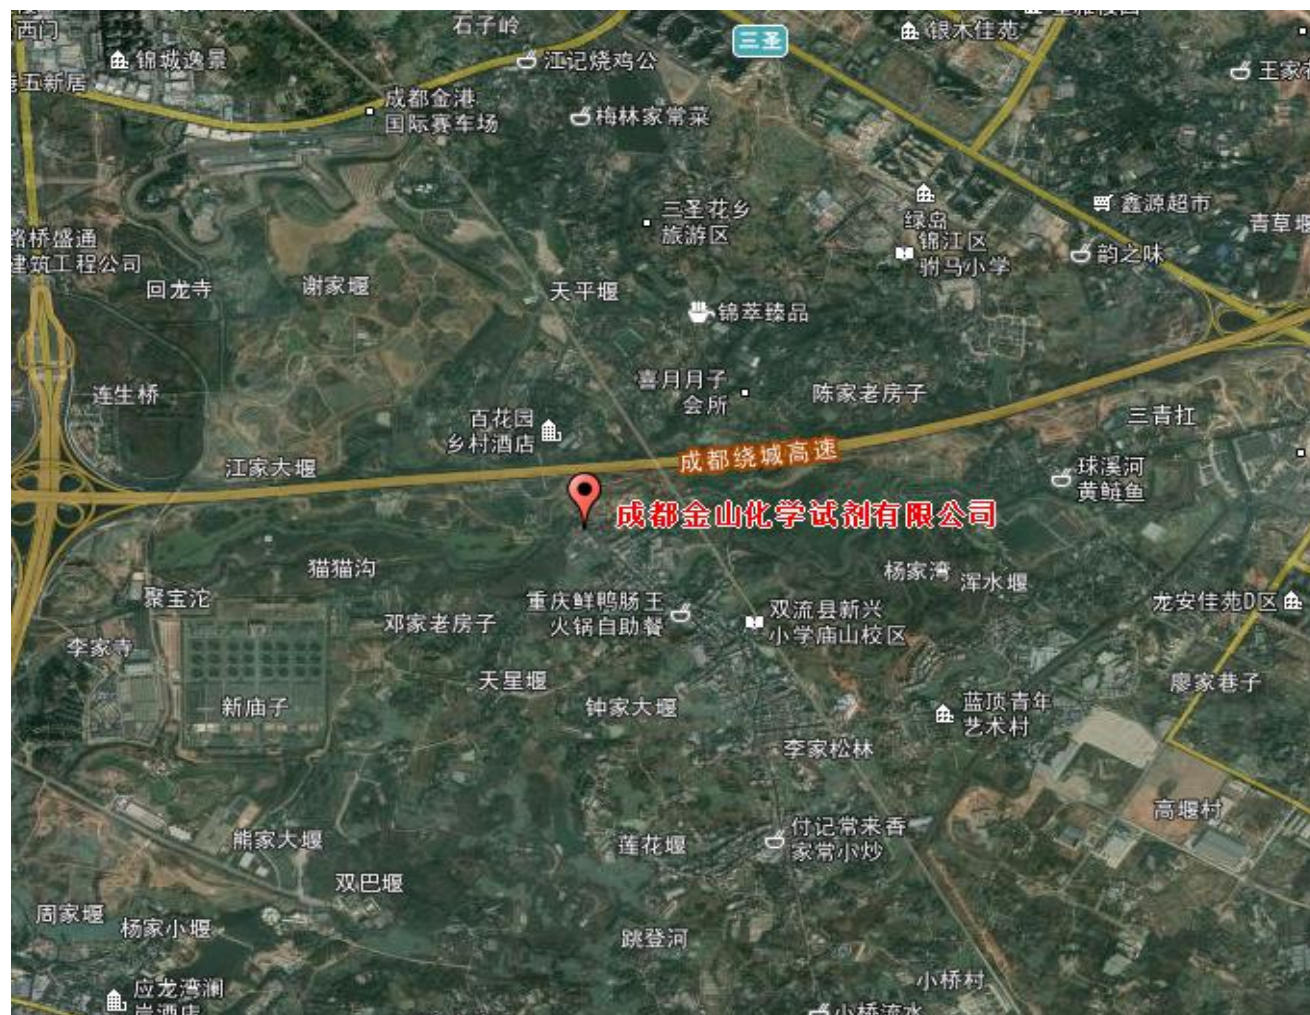 西门
石子岭
三圣
银木佳苑
锦城逸景
江记烧鸡公
五新居
成都金港
国际赛车场
梅林家常菜
三圣花乡
旅游区
绿岛
锦江区
驸马小学
鑫源超市
青草堰
韵之味
路桥盛通
建筑工程公司
回龙寺
谢家堰
天平堰
锦萃臻品
连生桥
喜月月子
会所
陈家老房子
百花园
乡村酒店
三青扛
江家大堰
成都绕城高速
球溪河
黄鲢鱼
成都金山化学试剂有限公司
猫猫沟
杨家湾
浑水堰
聚宝沱
重庆鲜鸭肠王
火锅自助餐
双流县新兴
小学庙山校区
龙安佳苑D区
邓家老房子
李家寺
天星堰
廖家巷子
新庙子
钟家大堰
蓝顶青年
艺术村
李家松林
高堰村
熊家大堰
莲花堰
付记常来香
家常小炒
双巴堰
周家堰
杨家小堰
跳登河
小桥村
应龙湾澜
岸酒店
小桥流水